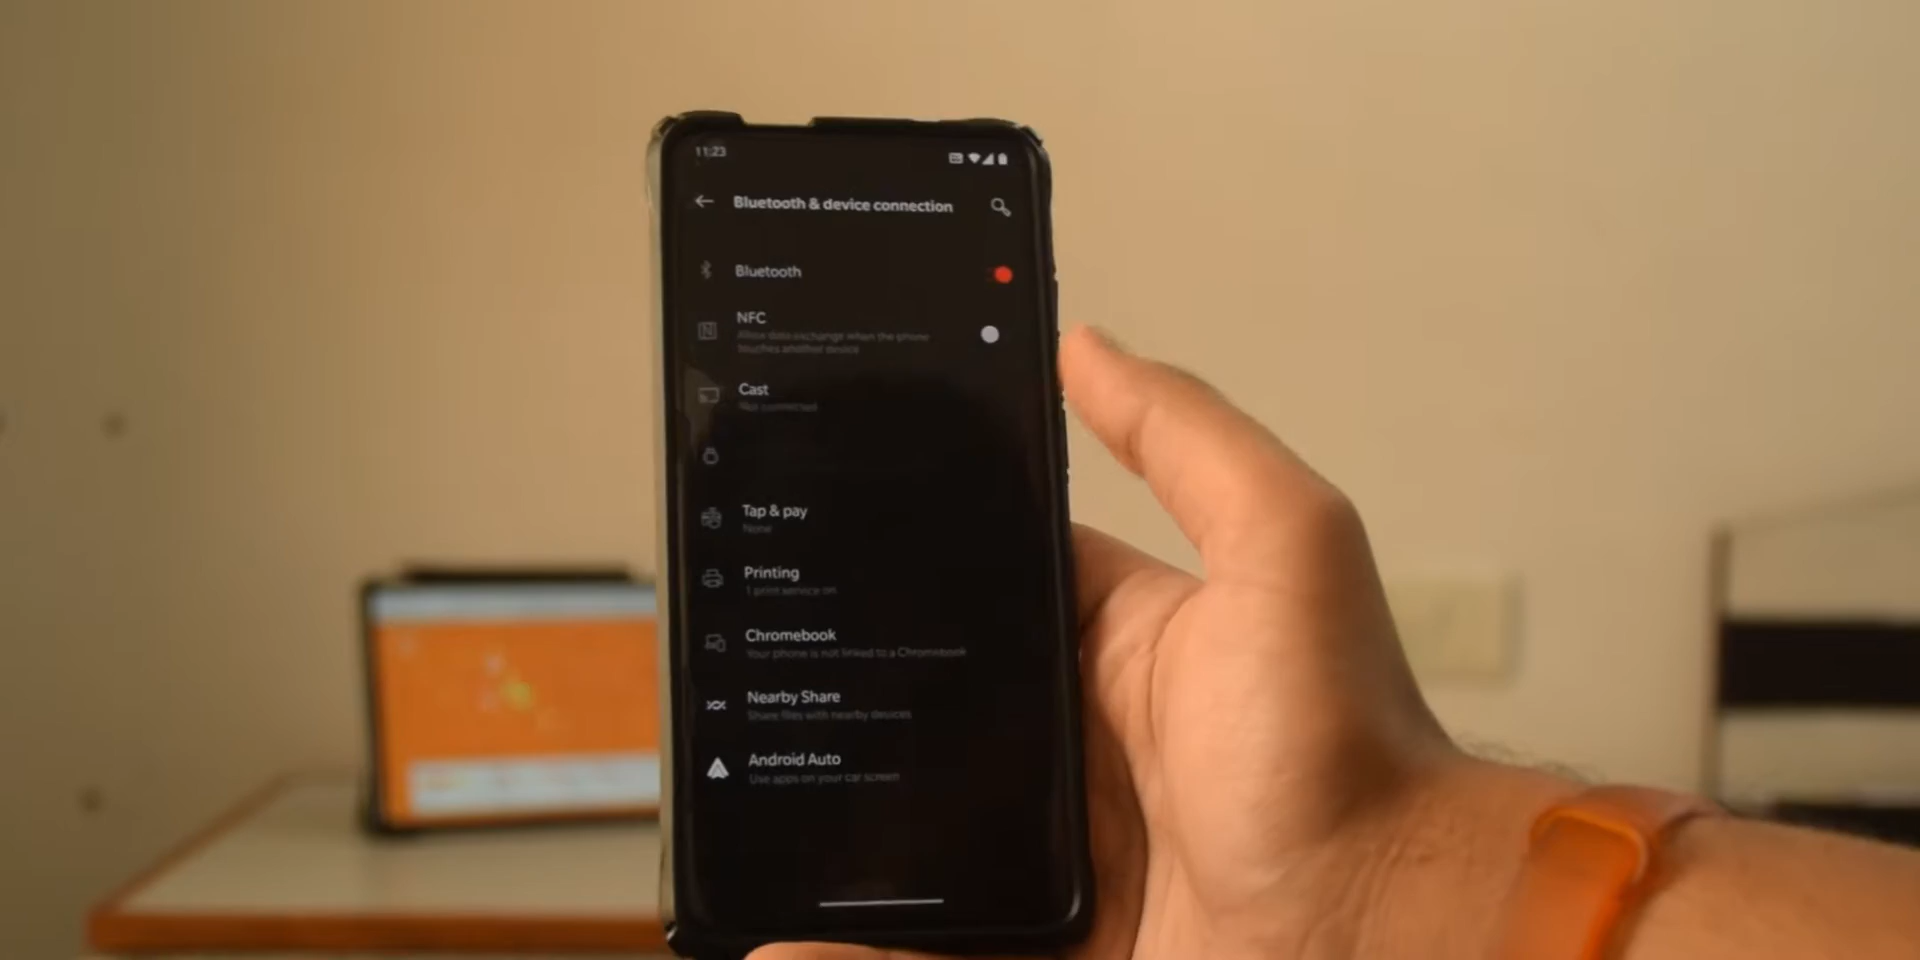 11:23
Bluetooth & device connection
Bluetooth
NFC
Allow data exchange when the phone
touches another device
Cast
Not connected
Tap & pay
None
Printing
1 print service on
Chromebook
Your phone is not linked to a Chromebook
Nearby Share
Share files with nearby devices
Android Auto
Use apps on your car screen